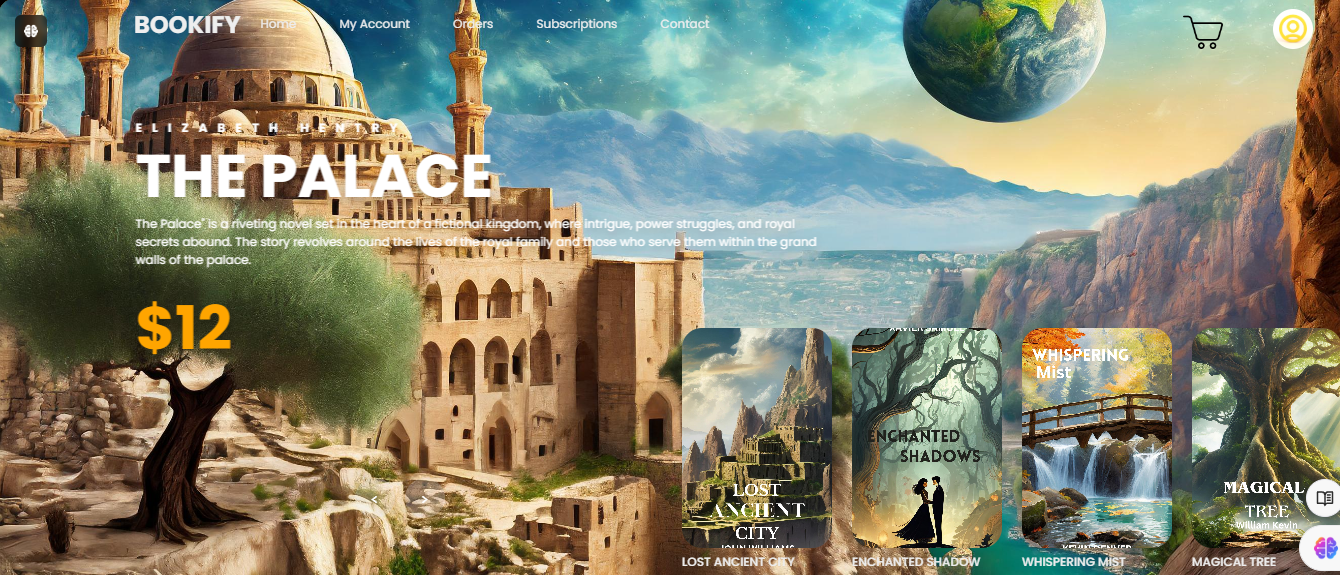 BOOKIFY Home My Account Orders Subscriptions Contact
ELIZABETH HENTRY
THE PALACE
The Palace" is a riveting novel set in the heart of a fictional kingdom, where intrigue, power struggles, and royal
secrets abound. The story revolves around the lives of the royal family and those who serve them within the grand
walls of the palace.
$12
< >
LOST
ANCIENT
CITY
JOHN WILLIAMS
LOST ANCIENT CITY
ENCHANTED
SHADOWS
ENCHANTED SHADOW
WHISPERING
Mist
WHISPERING MIST
MAGICAL
TREE
William Kevin
MAGICAL TREE